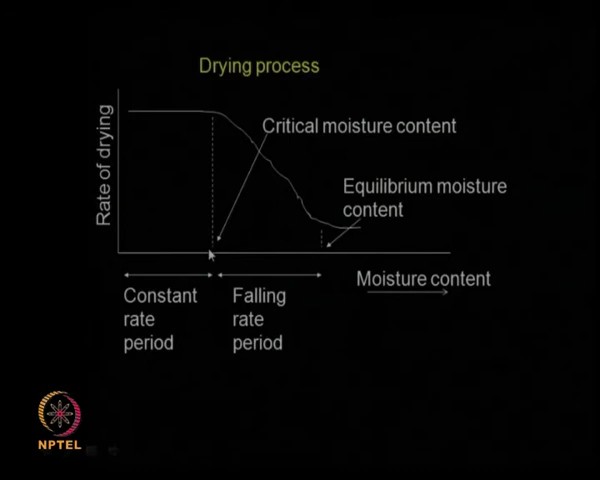 Drying process
Rate of drying
Critical moisture content
Equilibrium moisture
content
Moisture content
Constant
rate
period
Falling
rate
period
NPTEL